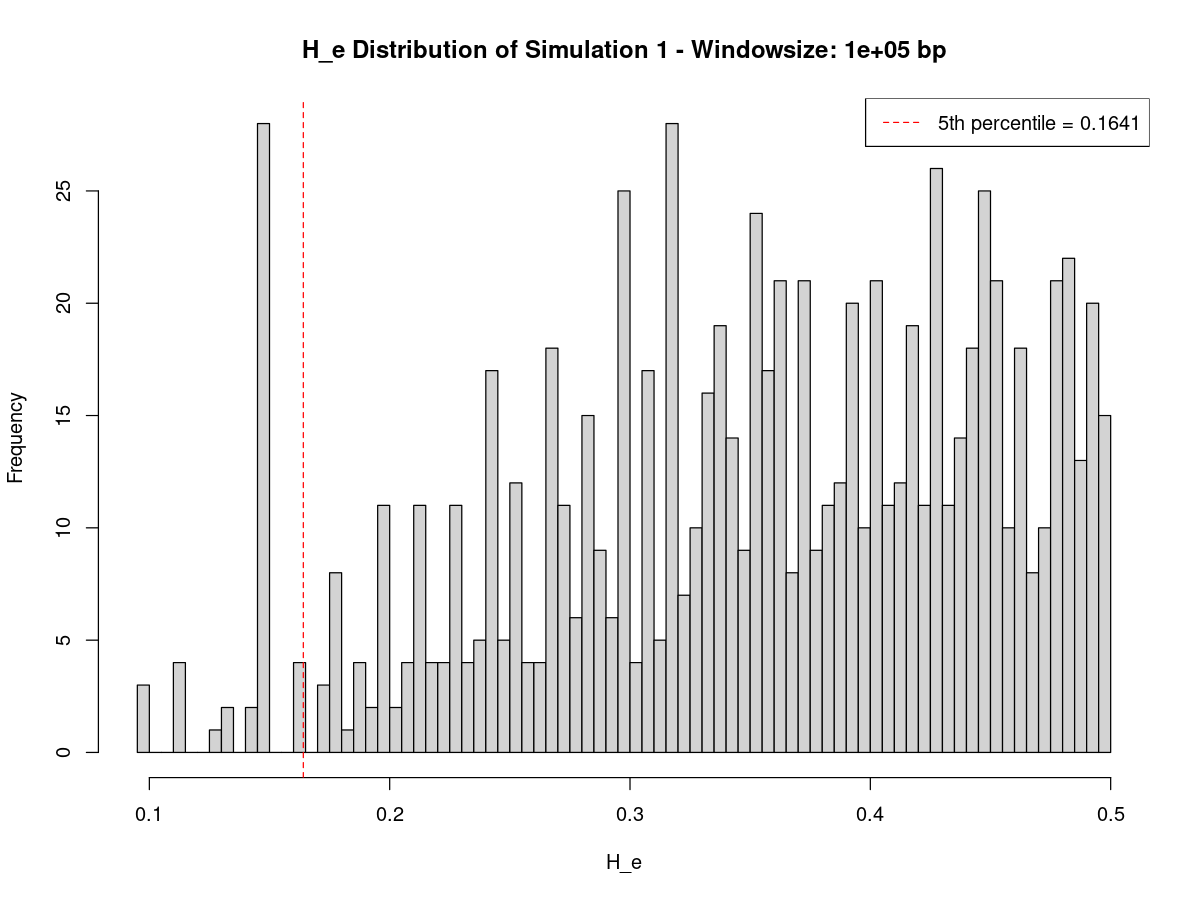 H_e Distribution of Simulation 1 - Windowsize: 1e+05 bp
5th percentile = 0.1641
Frequency
25
20
15
10
5
0
0.1 0.2 0.3 0.4 0.5
H_e